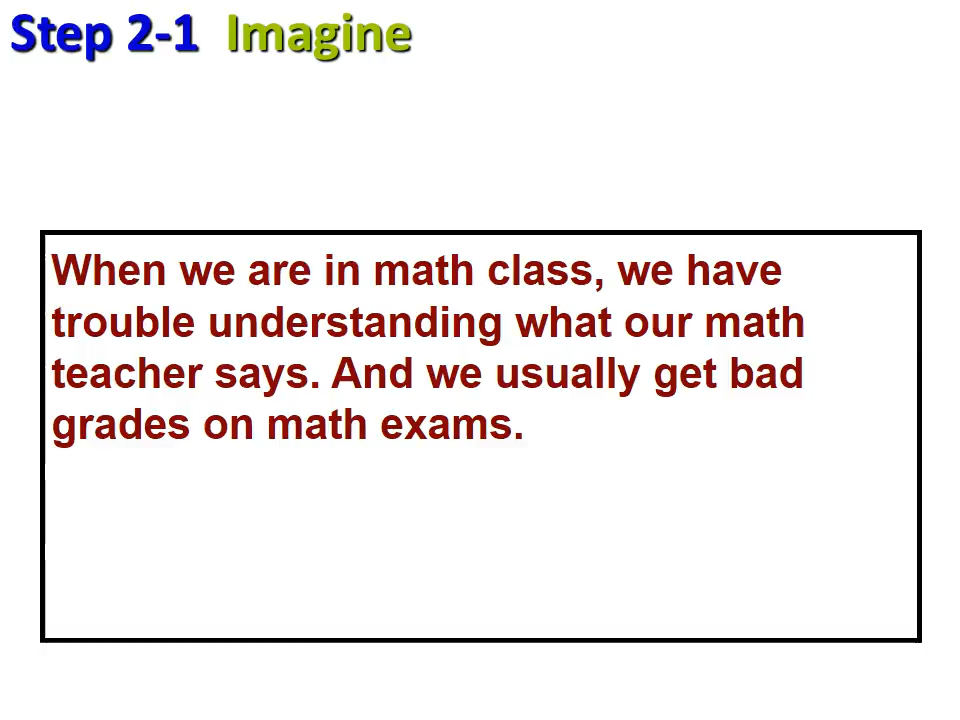 Step 2-1 Imagine
When we are in math class, we have
trouble understanding what our math
teacher says. And we usually get bad
grades on math exams.